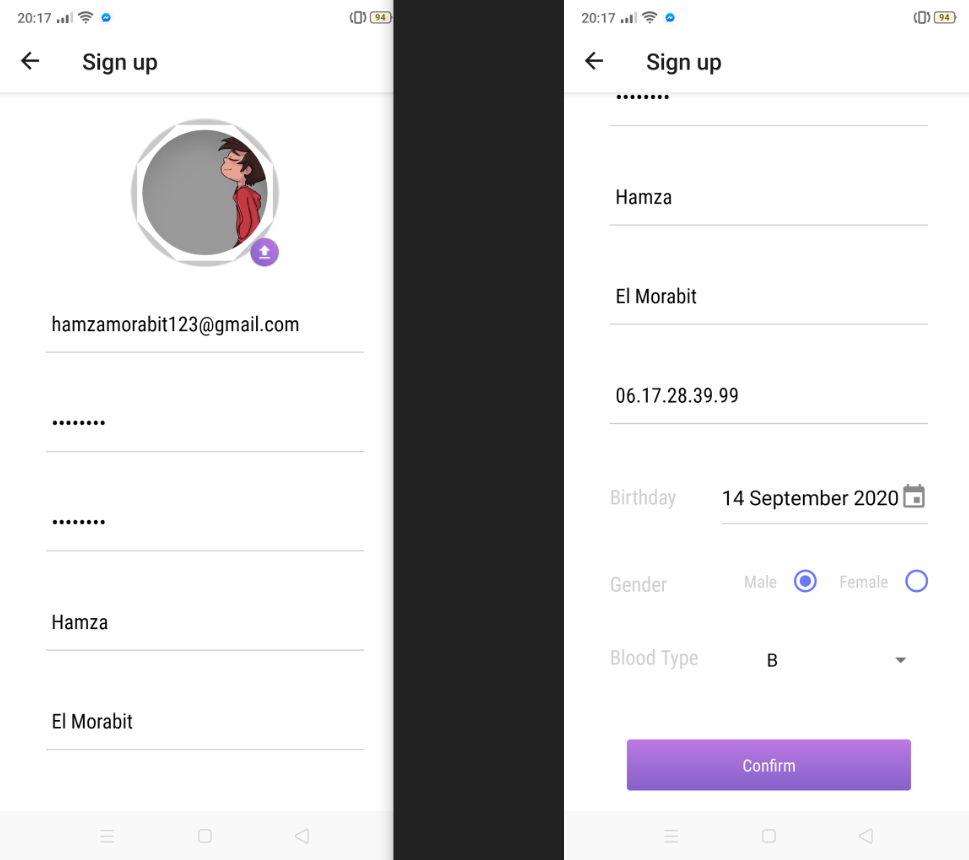 20:17
94
Sign up
hamzamorabit123@gmail.com
••••••••
••••••••
Hamza
El Morabit
20:17
94
Sign up
••••••••
Hamza
El Morabit
06.17.28.39.99
Birthday 14 September 2020
Gender Male Female
Blood Type B
Confirm